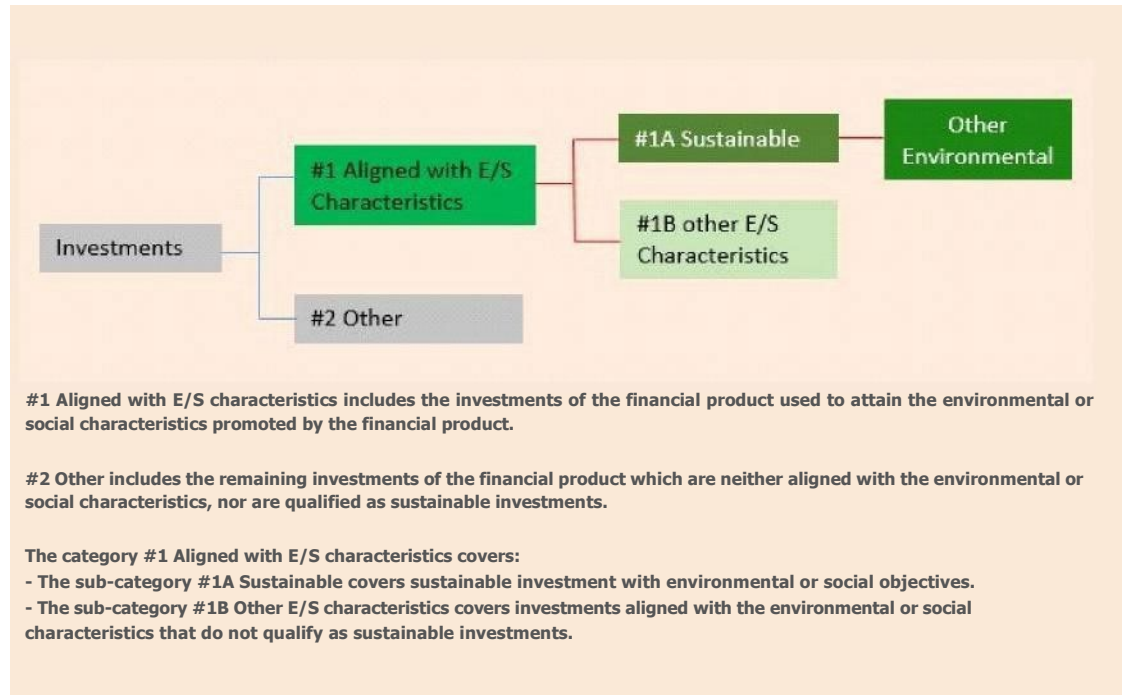 Other
Environmental
#1A Sustainable
#1 Aligned with E/S
Characteristics
#1B other E/S
Characteristics
Investments
#2 Other
#1 Aligned with E/S characteristics includes the investments of the financial product used to attain the environmental or
social characteristics promoted by the financial product.
#2 Other includes the remaining investments of the financial product which are neither aligned with the environmental or
social characteristics, nor are qualified as sustainable investments.
The category #1 Aligned with E/S characteristics covers:
- The sub-category #1A Sustainable covers sustainable investment with environmental or social objectives.
- The sub-category #1B Other E/S characteristics covers investments aligned with the environmental or social
characteristics that do not qualify as sustainable investments.